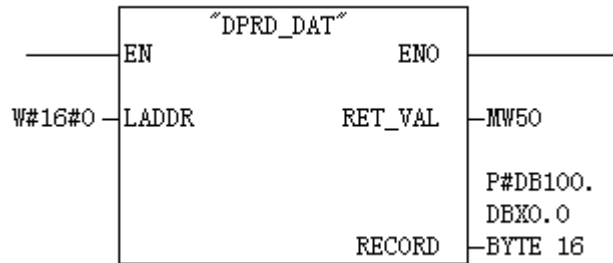 "DPRD_DAT"
EN ENO
W#16#0 LADDR RET_VAL MW50
P#DB100.
DBX0.0
RECORD BYTE 16